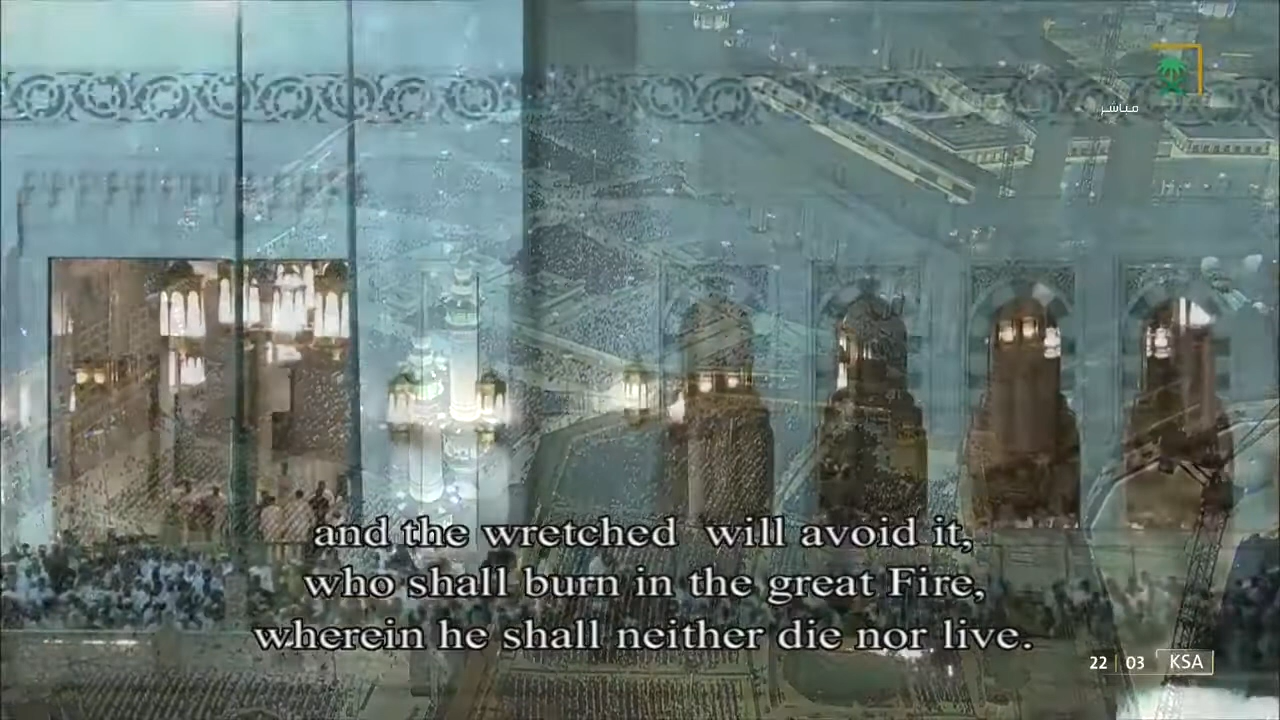 مباشر
and the wretched will avoid it,
who shall burn in the great Fire,
wherein he shall neither die nor live.
22 03 KSA